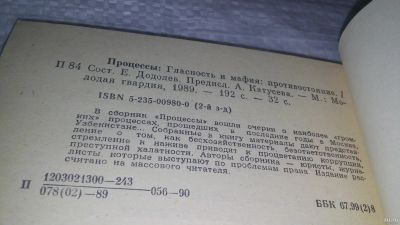 Процессы: Гласность и мафия: противостояние. /
П 84 Сост. Е. Додолев. Предисл. А. Катусева. — М.: Мо-
лодая гвардия, 1989. — 192 с. — 32 с.
ISBN 5-235-00980-0 (2-й з-д)
В сборник «Процессы» вошли очерки о наиболее «гром-
ких» процессах, прошедших в последние годы в Москве,
Узбекистане... Собранные в книгу материалы дают представ-
ление о том, как бесхозяйственность, безответственность,
стремление к наживе приводит к процветанию коррупции,
преступной халатности. Авторы сборника — юристы, журна-
листы, которые выступают по проблемам права. Издание рас-
считано на массового читателя.
П 1203021300—243
078(02)—89 —056—90
ББК 67.99(2)8